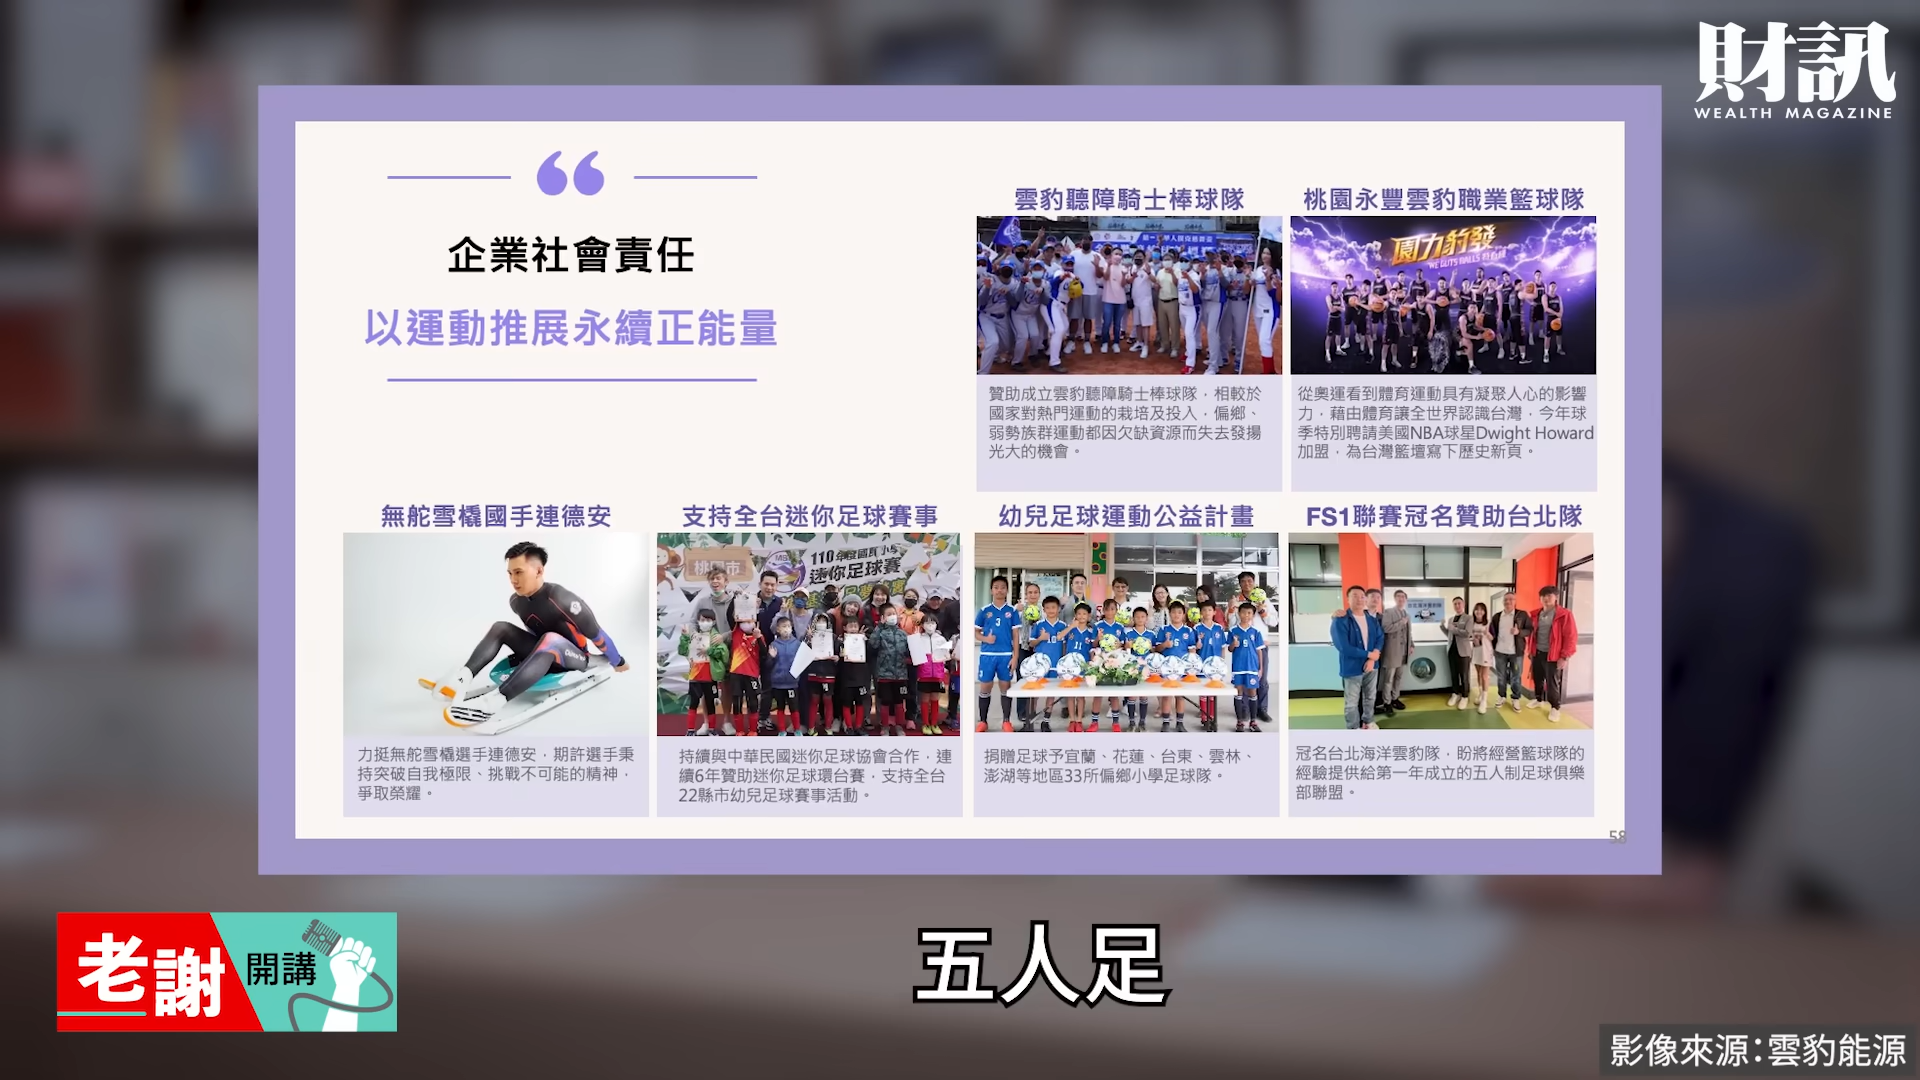 財訊
WEALTH MAGAZINE
企業社會責任
以運動推展永續正能量
雲豹聽障騎士棒球隊
贊助成立雲豹聽障騎士棒球隊，相較於
國家對熱門運動的栽培及投入，偏鄉、
弱勢族群運動都因欠缺資源而失去發揚
光大的機會。
桃園永豐雲豹職業籃球隊
園力豹發
WE GUTS BALLS
從奧運看到體育運動具有凝聚人心的影響
力，藉由體育讓全世界認識台灣，今年球
季特別聘請美國NBA球星Dwight Howard
加盟，為台灣籃壇寫下歷史新頁。
無舵雪橇國手連德安
力挺無舵雪橇選手連德安，期許選手秉
持突破自我極限、挑戰不可能的精神，
爭取榮耀。
支持全台迷你足球賽事
桃園市
110年度國民小學
迷你足球賽
持續與中華民國迷你足球協會合作，連
續6年贊助迷你足球環台賽，支持全台
22縣市幼兒足球賽事活動。
幼兒足球運動公益計畫
捐贈足球予宜蘭、花蓮、台東、雲林、
澎湖等地區33所偏鄉小學足球隊。
FS1聯賽冠名贊助台北隊
冠名台北海洋雲豹隊，盼將經營籃球隊的
經驗提供給第一年成立的五人制足球俱樂
部聯盟。
58
老謝
開講
五人足
影像來源：雲豹能源